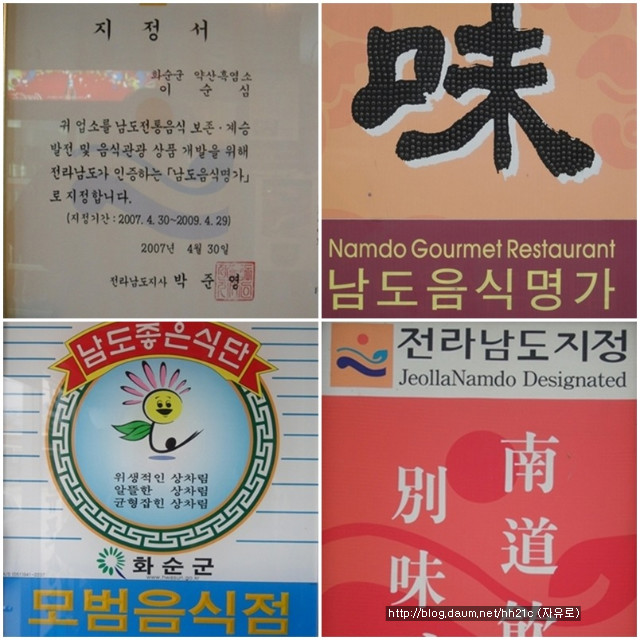 지 정 서
화순군 약산흑염소
이 순 심
귀 업소를 남도전통음식 보존·계승
발전 및 음식관광 상품 개발을 위해
전라남도가 인증하는 「남도음식명가」
로 지정합니다.
(지정기간 : 2007. 4. 30~2009. 4. 29)
2007년 4월 30일
전라남도지사 박 준 영
味
Namdo Gourmet Restaurant
남도음식명가
남도좋은식단
위생적인 상차림
알뜰한 상차림
균형잡힌 상차림
화순군
www.hwasun.go.kr
모범음식점
전라남도지정
JeollaNamdo Designated
南道飮
別味
http://blog.daum.net/hh21c (자유로)